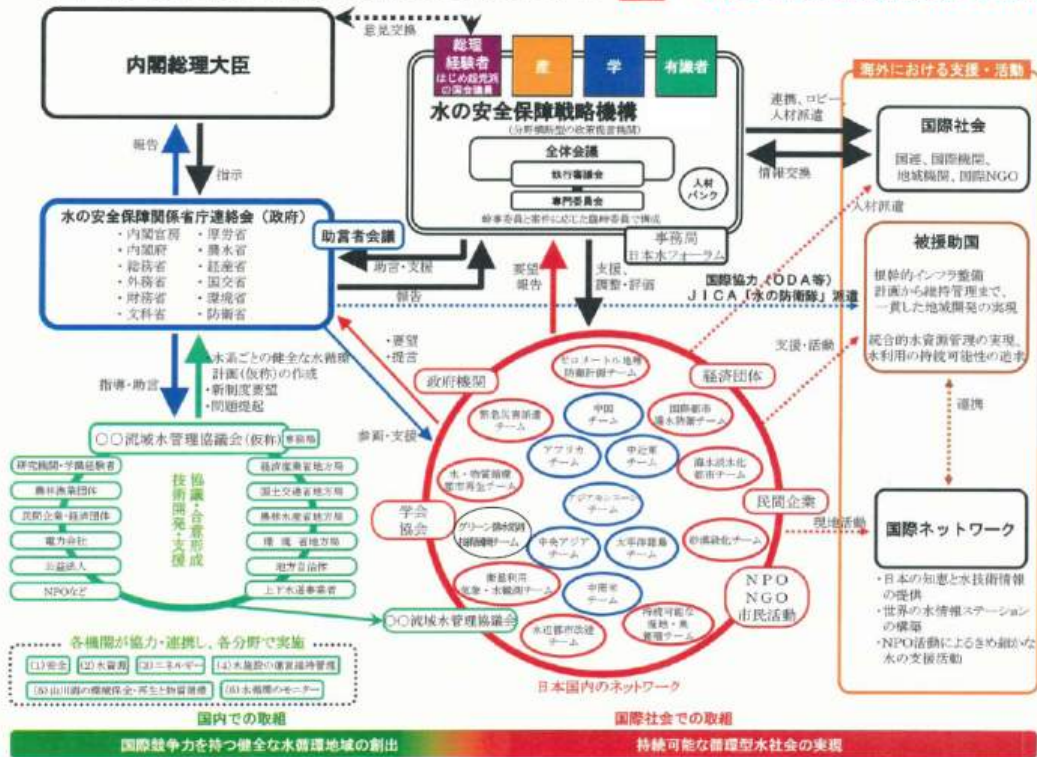 意見交換
内閣総理大臣
総理
経験者
はじめ超党派
の国会議員
産
学
有識者
水の安全保障戦略機構
(分野横断型の政策提言機関)
全体会議
執行審議会
専門委員会
幹事委員と案件に応じた臨時委員で構成
人材
バンク
事務局
日本水フォーラム
連携、ロビー、
人材派遣
情報交換
海外における支援・活動
国際社会
国連、国際機関、
地域機関、国際NGO
人材派遣
報告
指示
水の安全保障関係省庁連絡会(政府)
・内閣官房
・内閣府
・総務省
・外務省
・財務省
・文科省
・厚労省
・農水省
・経産省
・国交省
・環境省
・防衛省
助言者会議
助言・支援
報告
要望
報告
支援、
調整・評価
国際協力(ODA等)
JICA「水の防衛隊」派遣
被援助国
根幹的インフラ整備
計画から維持管理まで、
一貫した地域開発の実現
統合的水資源管理の実現、
水利用の持続可能性の追求
連携
支援・活動
・要望
・提言
指導・助言
・水系ごとの健全な水循環
計画(仮称)の作成
・新制度要望
・問題提起
参画・支援
〇〇流域水管理協議会(仮称)
事務局
研究機関・学識経験者
農林漁業団体
民間企業・経済団体
電力会社
公益法人
NPOなど
協議・合意形成
技術開発・支援
経済産業省地方局
国土交通省地方局
農林水産省地方局
環境省地方局
地方自治体
上下水道事業者
〇〇流域水管理協議会
政府機関
経済団体
学会
協会
民間企業
NPO
NGO
市民活動
ゼロメートル地帯
防衛計画チーム
緊急災害派遣
チーム
中国
チーム
国際都市
チーム
アフリカ
チーム
中近東
チーム
海水淡水化
都市チーム
水・物質循環
都市再生チーム
アジアモンスーン
チーム
中央アジア
チーム
太平洋諸島
チーム
砂漠緑化チーム
衛星利用
気象・水観測チーム
中南米
チーム
水辺都市改造
チーム
持続可能な
日本国内のネットワーク
現地活動
国際ネットワーク
・日本の知恵と水技術情報
の提供
・世界の水情報ステーション
の構築
・NPO活動によるきめ細かな
水の支援活動
各機関が協力・連携し、各分野で実施
(1)安全
(2)水資源
(3)エネルギー
(4)水施設の運営維持管理
(5)山川海の環境保全・再生と物質循環
(6)水循環のモニター
国内での取組
国際社会での取組
国際競争力を持つ健全な水循環地域の創出
持続可能な循環型水社会の実現